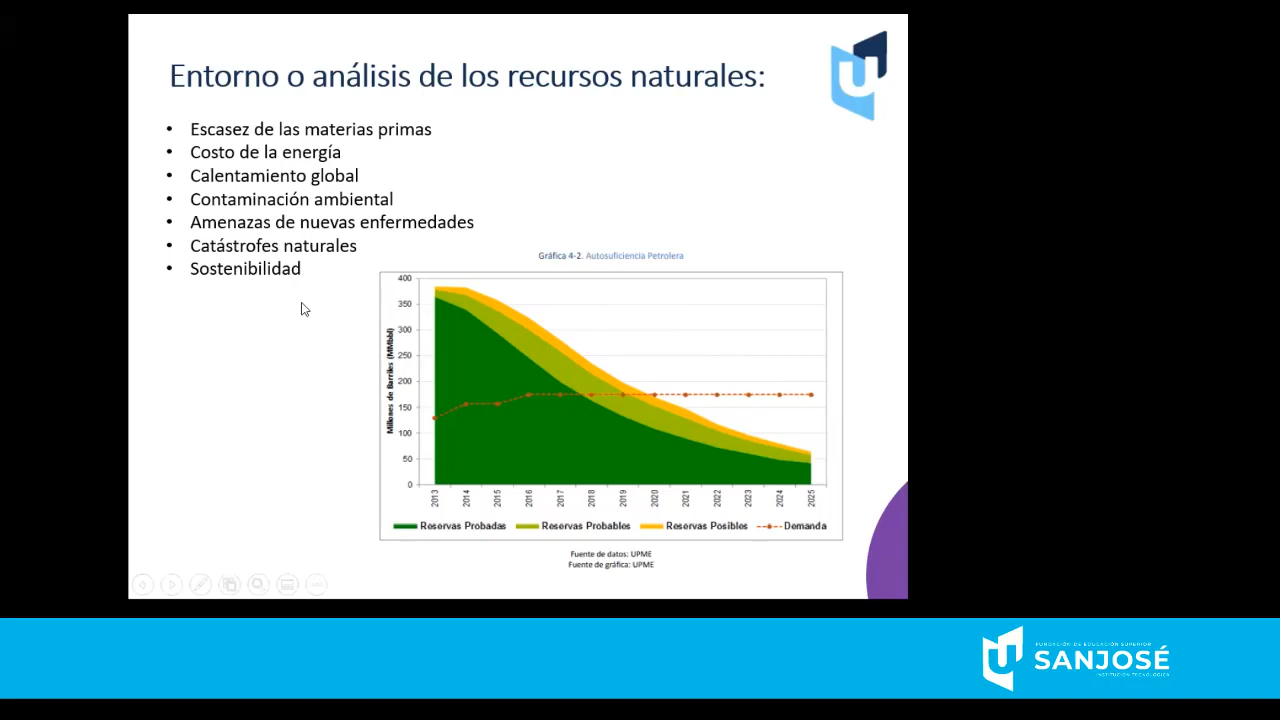 Entorno o análisis de los recursos naturales:
• Escasez de las materias primas
• Costo de la energía
• Calentamiento global
• Contaminación ambiental
• Amenazas de nuevas enfermedades
• Catástrofes naturales
• Sostenibilidad
Gráfica 4-2. Autosuficiencia Petrolera
Millones de Barriles (MMbbl)
400
350
300
250
200
150
100
50
0
2013 2014 2015 2016 2017 2018 2019 2020 2021 2022 2023 2024 2025
Reservas Probadas Reservas Probables Reservas Posibles Demanda
Fuente de datos: UPME
Fuente de gráfica: UPME
FUNDACIÓN DE EDUCACIÓN SUPERIOR
SANJOSÉ
INSTITUCIÓN TECNOLÓGICA